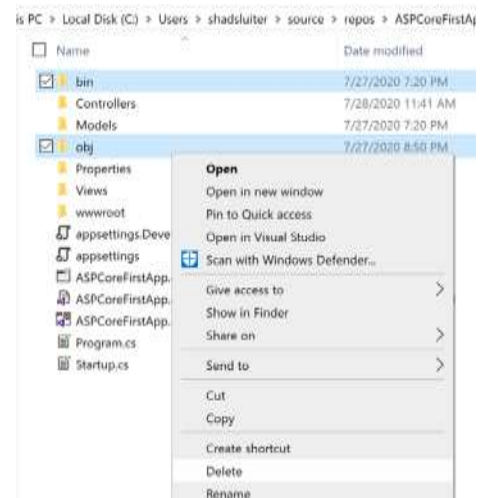 is PC > Local Disk (C:) > Users > shadsluiter > source > repos > ASPCoreFirstAp
Name Date modified
bin 7/27/2020 7:20 PM
Controllers 7/28/2020 11:41 AM
Models 7/27/2020 7:20 PM
obj 7/27/2020 8:50 PM
Properties
Views
wwwroot
appsettings.Deve
appsettings
ASPCoreFirstApp.
ASPCoreFirstApp.
ASPCoreFirstApp.
Program.cs
Startup.cs
Open
Open in new window
Pin to Quick access
Open in Visual Studio
Scan with Windows Defender...
Give access to >
Show in Finder
Share on >
Send to >
Cut
Copy
Create shortcut
Delete
Rename